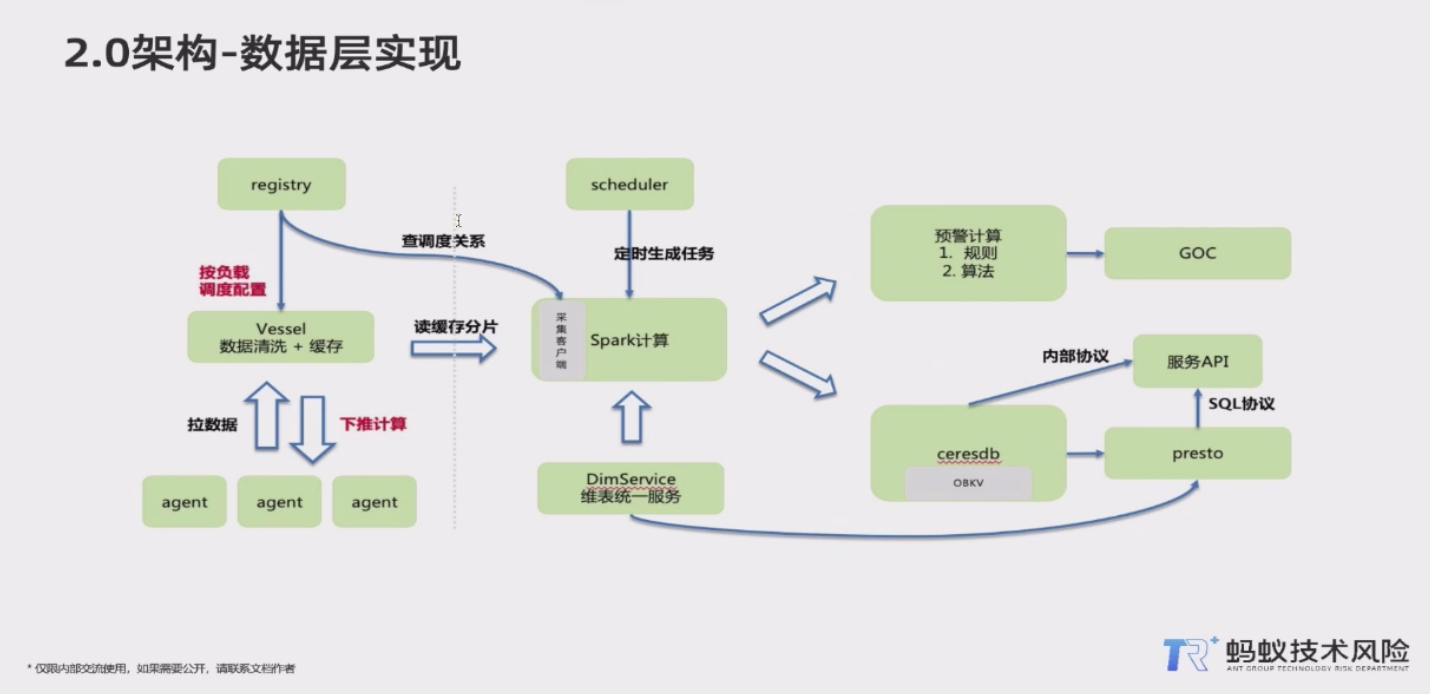 2.0架构-数据层实现
registry
scheduler
查调度关系
定时生成任务
按负载
调度配置
Vessel
数据清洗 + 缓存
读缓存分片
采
集
客
户
端
Spark计算
预警计算
1. 规则
2. 算法
GOC
拉数据
下推计算
agent
agent
agent
DimService
维表统一服务
内部协议
服务API
SQL协议
ceresdb
OBKV
presto
* 仅限内部交流使用，如果需要公开，请联系文档作者
TR+
蚂蚁技术风险
ANT GROUP TECHNOLOGY RISK DEPARTMENT